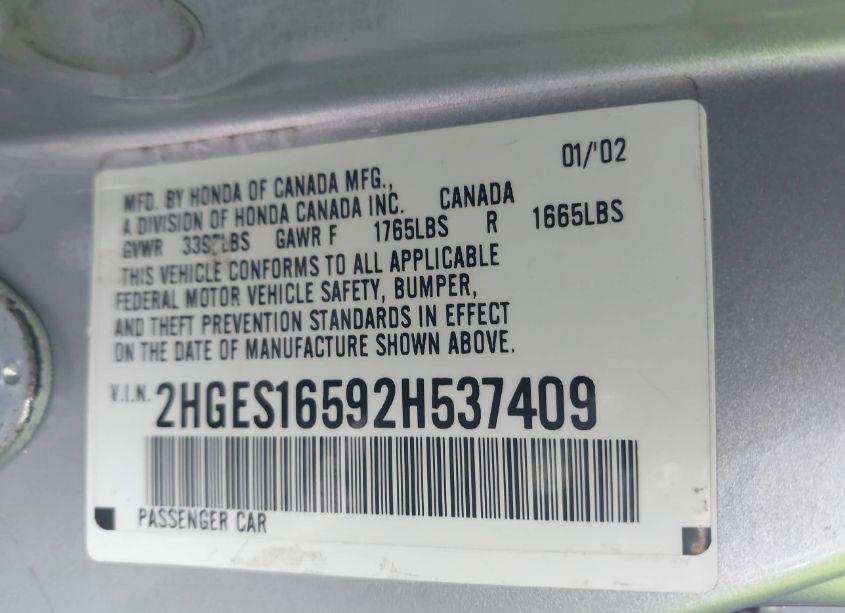 01/'02
MFD. BY HONDA OF CANADA MFG.,
A DIVISION OF HONDA CANADA INC. CANADA
GVWR LBS GAWR F 1765LBS R 1665LBS
THIS VEHICLE CONFORMS TO ALL APPLICABLE
FEDERAL MOTOR VEHICLE SAFETY, BUMPER,
AND THEFT PREVENTION STANDARDS IN EFFECT
ON THE DATE OF MANUFACTURE SHOWN ABOVE.
V.I.N. 2HGES16592H537409
PASSENGER CAR